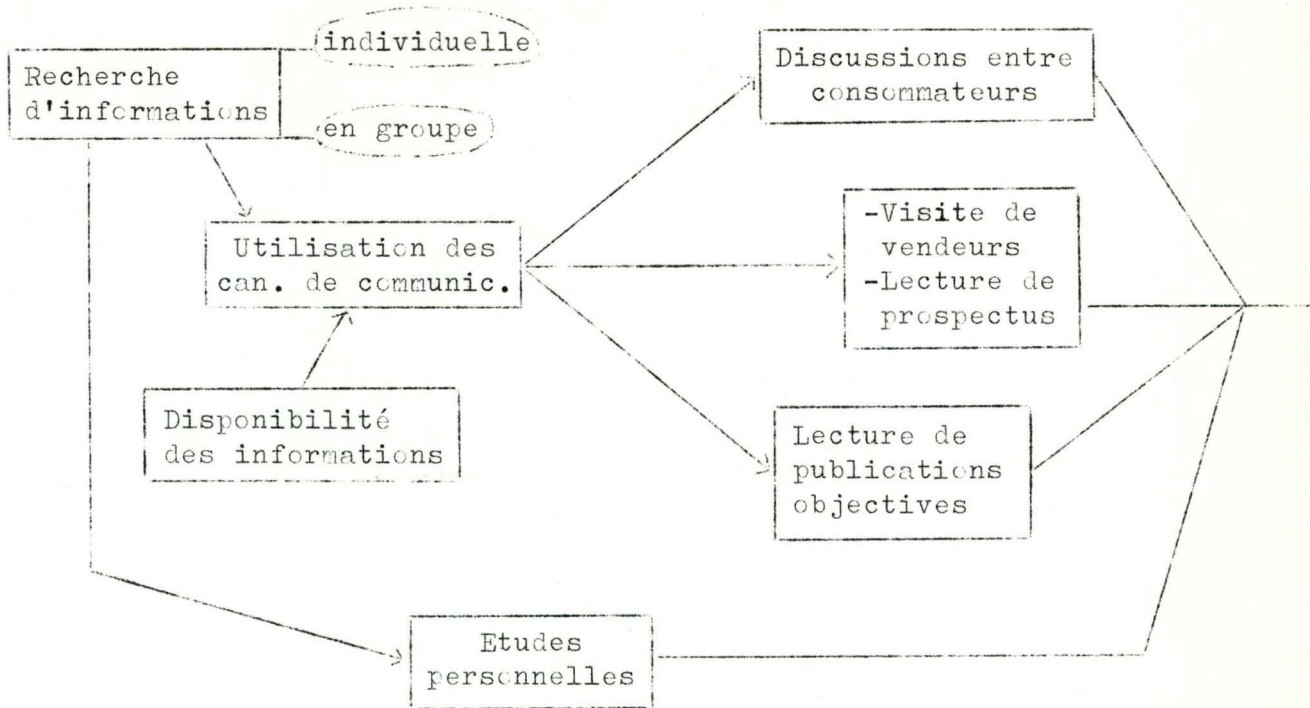 individuelle
Recherche
d'informations
en groupe
Discussions entre
consommateurs
Utilisation des
can. de communic.
-Visite de
vendeurs
-Lecture de
prospectus
Disponibilité
des informations
Lecture de
publications
objectives
Etudes
personnelles